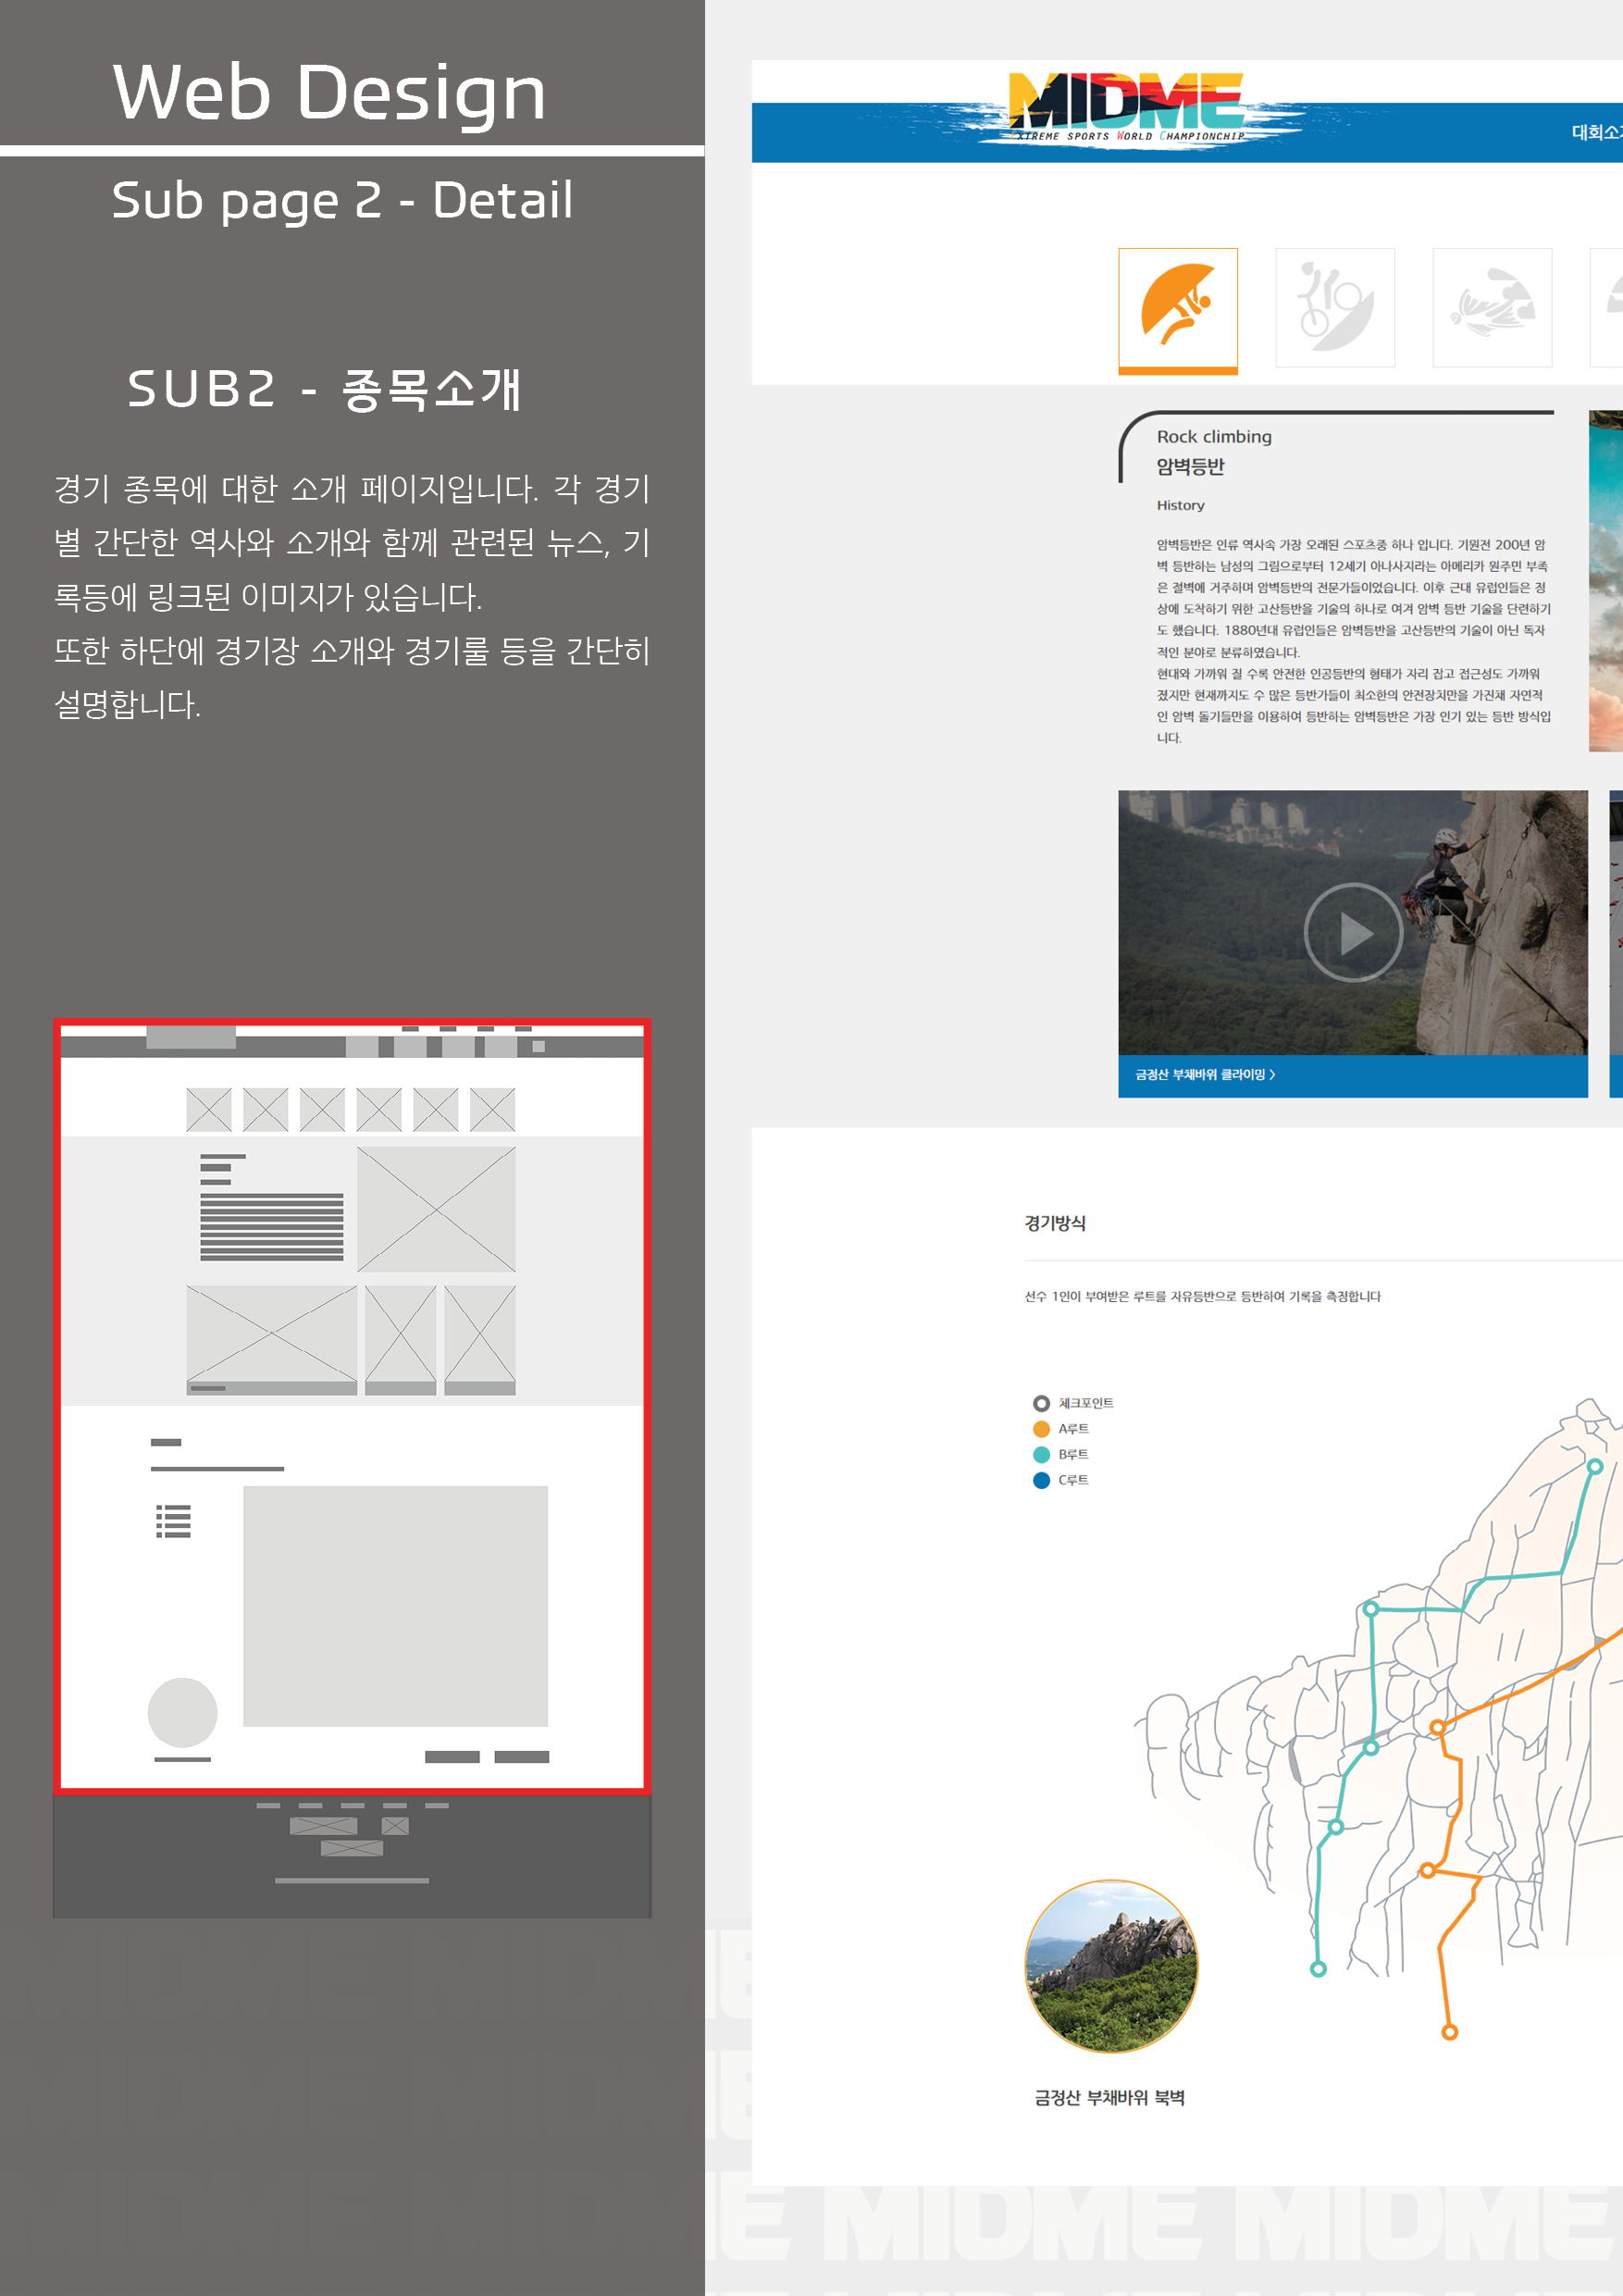 Web Design
Sub page 2 - Detail
SUB2 - 종목소개
경기 종목에 대한 소개 페이지입니다. 각 경기
별 간단한 역사와 소개와 함께 관련된 뉴스, 기
록등에 링크된 이미지가 있습니다.
또한 하단에 경기장 소개와 경기룰 등을 간단히
설명합니다.
MIDME
EXTREME SPORTS WORLD CHAMPIONCHIP
대회소
Rock climbing
암벽등반
History
암벽등반은 인류 역사속 가장 오래된 스포츠중 하나 입니다. 기원전 200년 암
벽 등반하는 남성의 그림으로부터 12세기 아나사지라는 아메리카 원주민 부족
은 절벽에 거주하며 암벽등반의 전문가들이었습니다. 이후 근대 유럽인들은 정
상에 도착하기 위한 고산등반을 기술의 하나로 여겨 암벽 등반 기술을 단련하기
도 했습니다. 1880년대 유럽인들은 암벽등반을 고산등반의 기술이 아닌 독자
적인 분야로 분류하였습니다.
현대와 가까워 질 수록 안전한 인공등반의 형태가 자리 잡고 접근성도 가까워
졌지만 현재까지도 수 많은 등반가들이 최소한의 안전장치만을 가진채 자연적
인 암벽 돌기들만을 이용하여 등반하는 암벽등반은 가장 인기 있는 등반 방식입
니다.
금정산 부채바위 클라이밍 >
경기방식
선수 1인이 부여받은 루트를 자유등반으로 등반하여 기록을 측정합니다
체크포인트
A루트
B루트
C루트
금정산 부채바위 북벽
ME MIDME MIDME